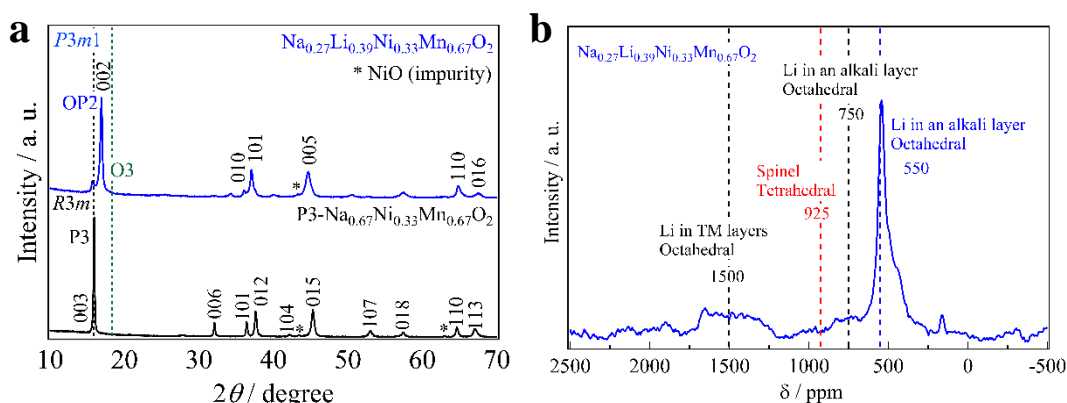 a
P3m1
Na₀.₂₇Li₀.₃₉Ni₀.₃₃Mn₀.₆₇O₂
* NiO (impurity)
002
OP2
O3
010
101
*
005
110
016
R3m
P3-Na₀.₆₇Ni₀.₃₃Mn₀.₆₇O₂
P3
003
006
101
012
104
*
015
107
018
*
110
113
Intensity / a. u.
10 20 30 40 50 60 70
2θ / degree
b
Na₀.₂₇Li₀.₃₉Ni₀.₃₃Mn₀.₆₇O₂
Li in an alkali layer
Octahedral
750
Li in an alkali layer
Octahedral
550
Spinel
Tetrahedral
925
Li in TM layers
Octahedral
1500
Intensity / a. u.
2500 2000 1500 1000 500 0 -500
δ / ppm